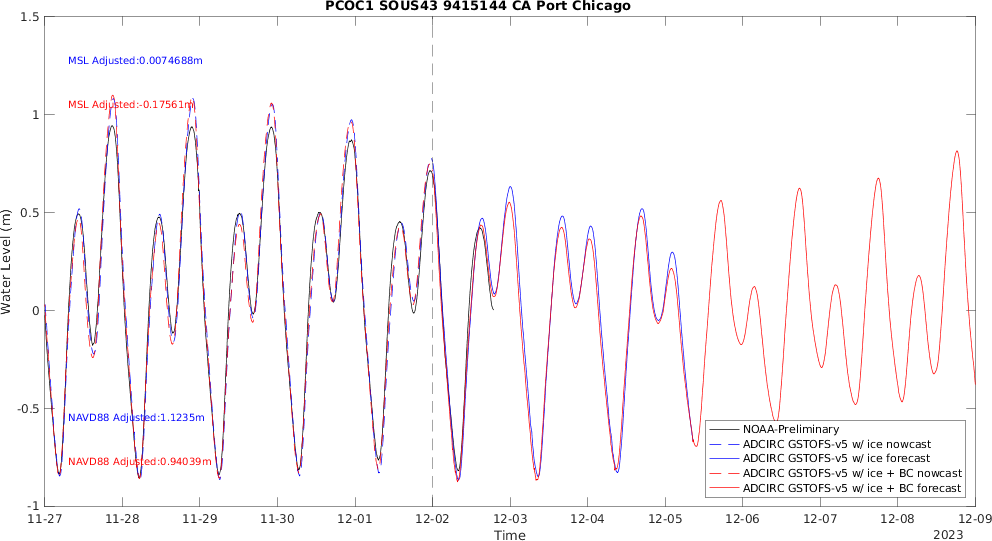 PCOC1 SOUS43 9415144 CA Port Chicago
1.5
MSL Adjusted:0.0074688m
MSL Adjusted:-0.17561m
1
0.5
Water Level (m)
0
-0.5
NAVD88 Adjusted:1.1235m
NAVD88 Adjusted:0.94039m
-1
NOAA-Preliminary
ADCIRC GSTOFS-v5 w/ ice nowcast
ADCIRC GSTOFS-v5 w/ ice forecast
ADCIRC GSTOFS-v5 w/ ice + BC nowcast
ADCIRC GSTOFS-v5 w/ ice + BC forecast
11-27 11-28 11-29 11-30 12-01 12-02 12-03 12-04 12-05 12-06 12-07 12-08 12-09
Time
2023